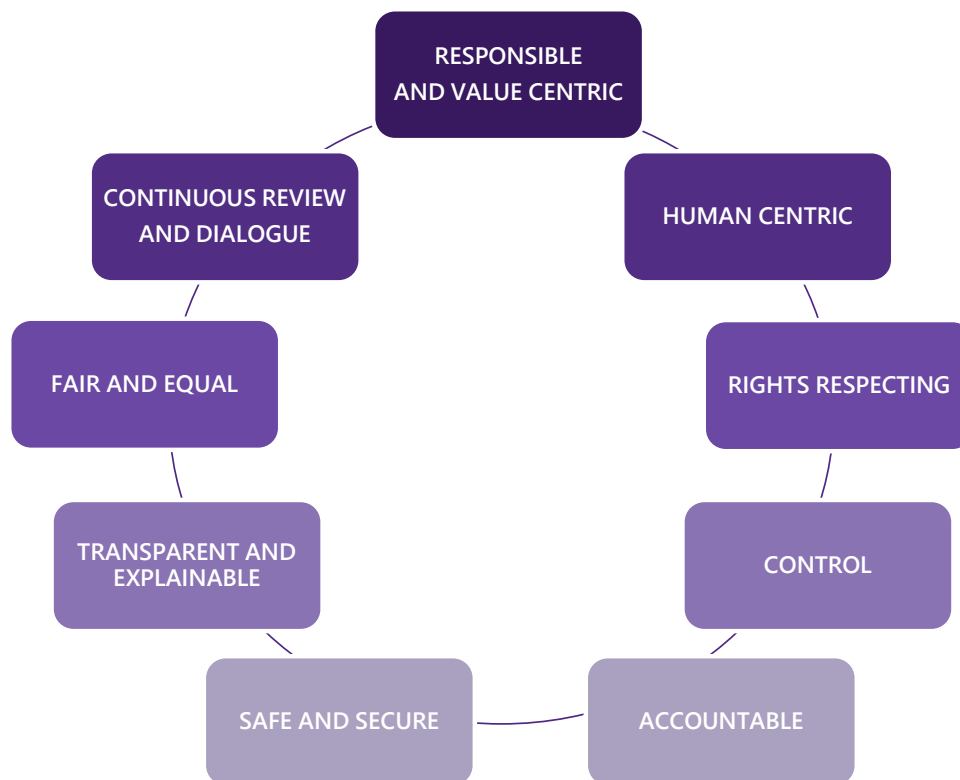 RESPONSIBLE
AND VALUE CENTRIC
CONTINUOUS REVIEW
AND DIALOGUE
HUMAN CENTRIC
FAIR AND EQUAL
RIGHTS RESPECTING
TRANSPARENT AND
EXPLAINABLE
CONTROL
SAFE AND SECURE
ACCOUNTABLE